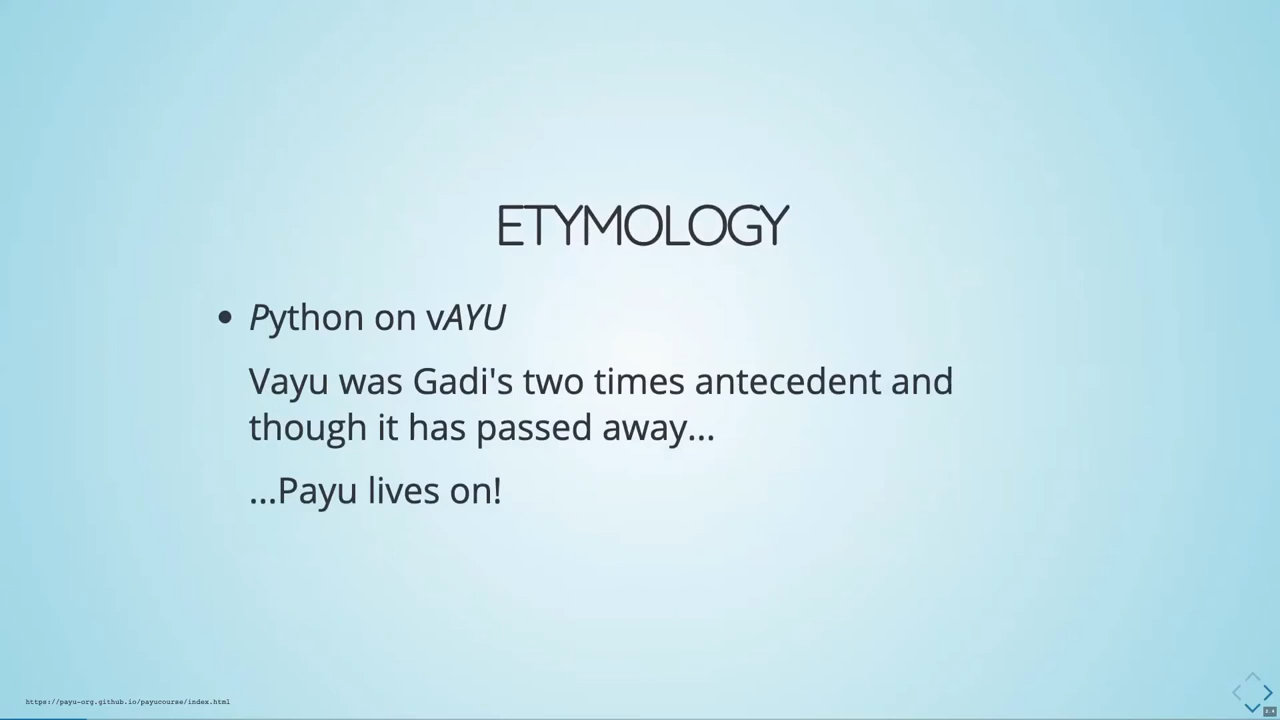 ETYMOLOGY
• Python on vAYU
Vayu was Gadi's two times antecedent and
though it has passed away...
...Payu lives on!
https://payu-org.github.io/payucourse/index.html